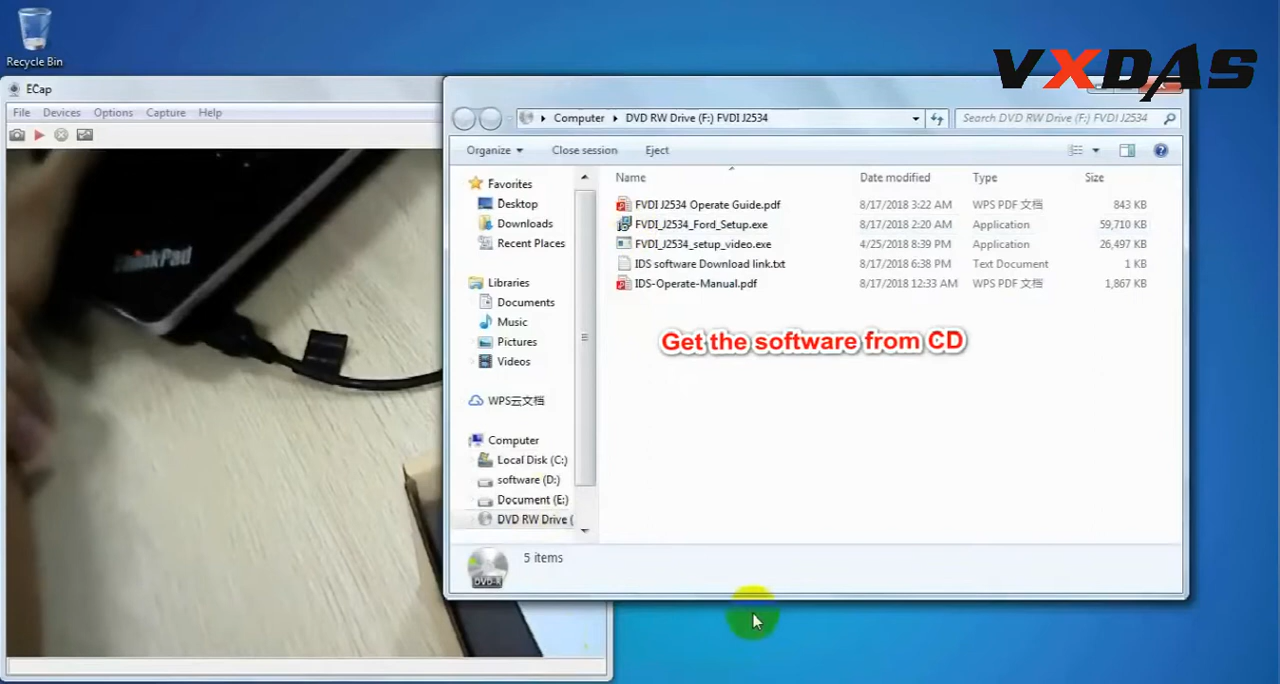 VXDAS
Recycle Bin
ECap
File Devices Options Capture Help
Computer DVD RW Drive (F:) FVDI J2534
Search DVD RW Drive (F:) FVDI J2534
Organize Close session Eject
Name Date modified Type Size
Favorites
Desktop
Downloads
Recent Places
Libraries
Documents
Music
Pictures
Videos
WPS云文档
Computer
Local Disk (C:)
software (D:)
Document (E:)
DVD RW Drive (
FVDI J2534 Operate Guide.pdf 8/17/2018 3:22 AM WPS PDF 文档 843 KB
FVDI_J2534_Ford_Setup.exe 8/17/2018 2:20 AM Application 59,710 KB
FVDI_J2534_setup_video.exe 4/25/2018 8:39 PM Application 26,497 KB
IDS software Download link.txt 8/17/2018 6:38 PM Text Document 1 KB
IDS-Operate-Manual.pdf 8/17/2018 12:33 AM WPS PDF 文档 1,867 KB
Get the software from CD
5 items
DVD-R
ThinkPad